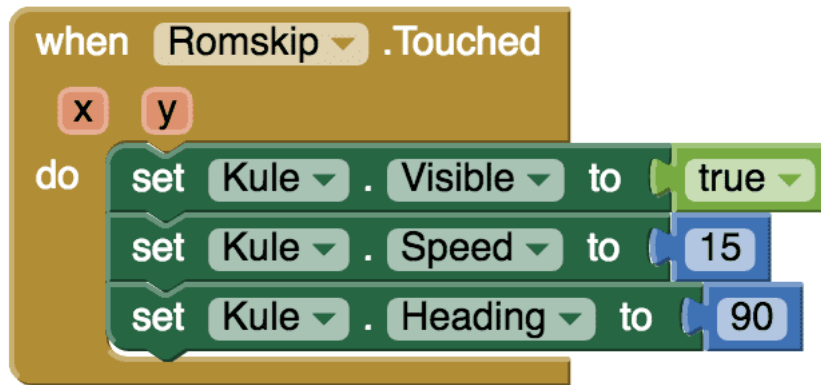 when Romskip .Touched
x y
do set Kule . Visible to true
set Kule . Speed to 15
set Kule . Heading to 90